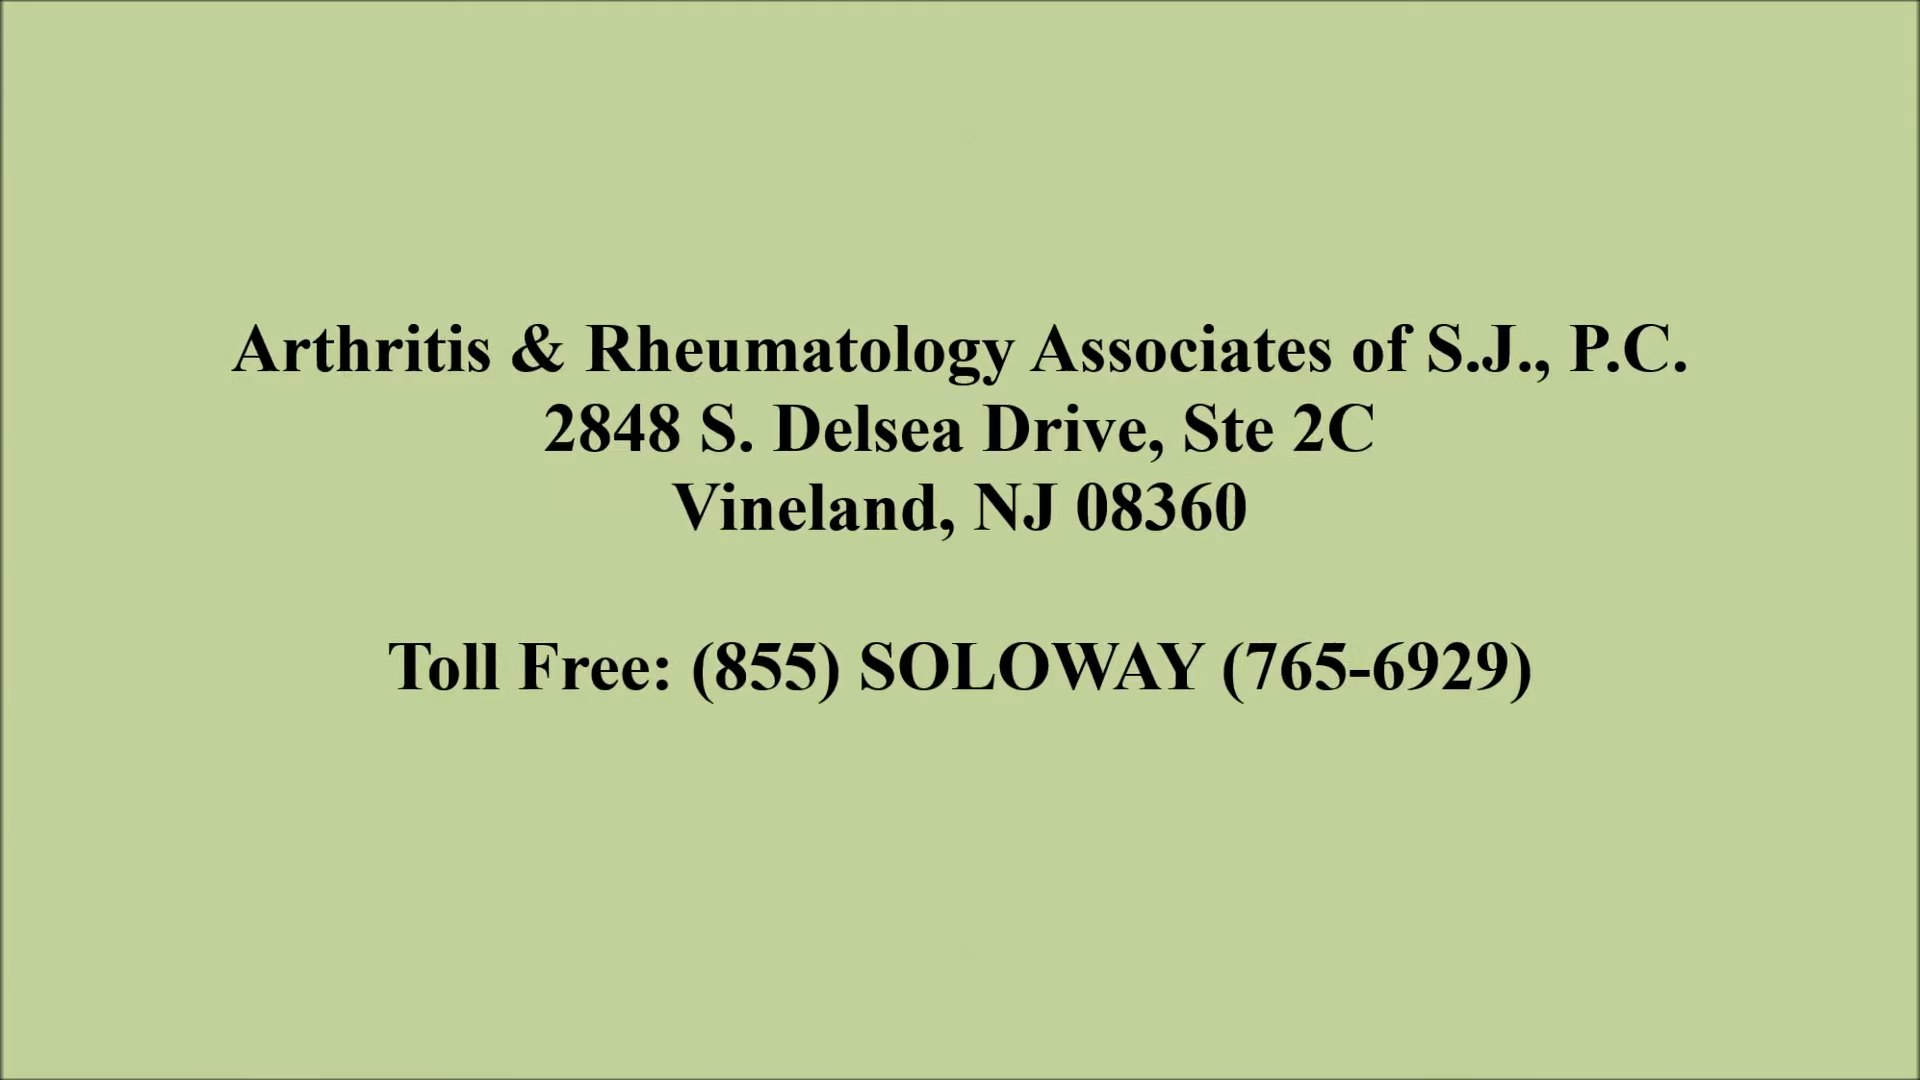 Arthritis & Rheumatology Associates of S.J., P.C.
2848 S. Delsea Drive, Ste 2C
Vineland, NJ 08360
Toll Free: (855) SOLOWAY (765-6929)